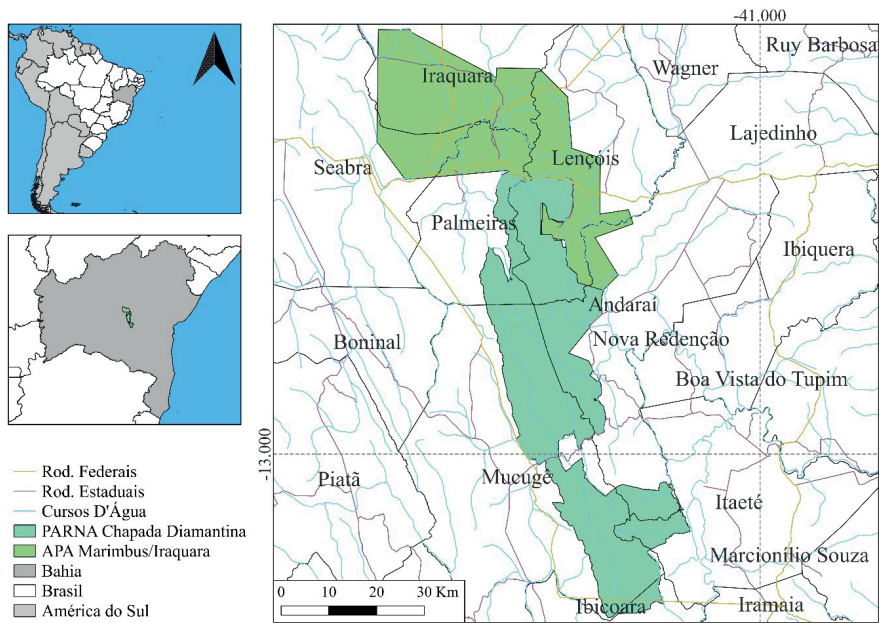 -41.000
Ruy Barbosa
Wagner
Iraquara
Lajedinho
Lençóis
Seabra
Palmeiras
Ibiquera
Andaraí
Nova Redenção
Boninal
Boa Vista do Tupim
-13.000
Mucugê
Piatã
Itaeté
Marcionílio Souza
Ibicoara
Iramaia
0 10 20 30 Km
Rod. Federais
Rod. Estaduais
Cursos D'Água
PARNA Chapada Diamantina
APA Marimbus/Iraquara
Bahia
Brasil
América do Sul